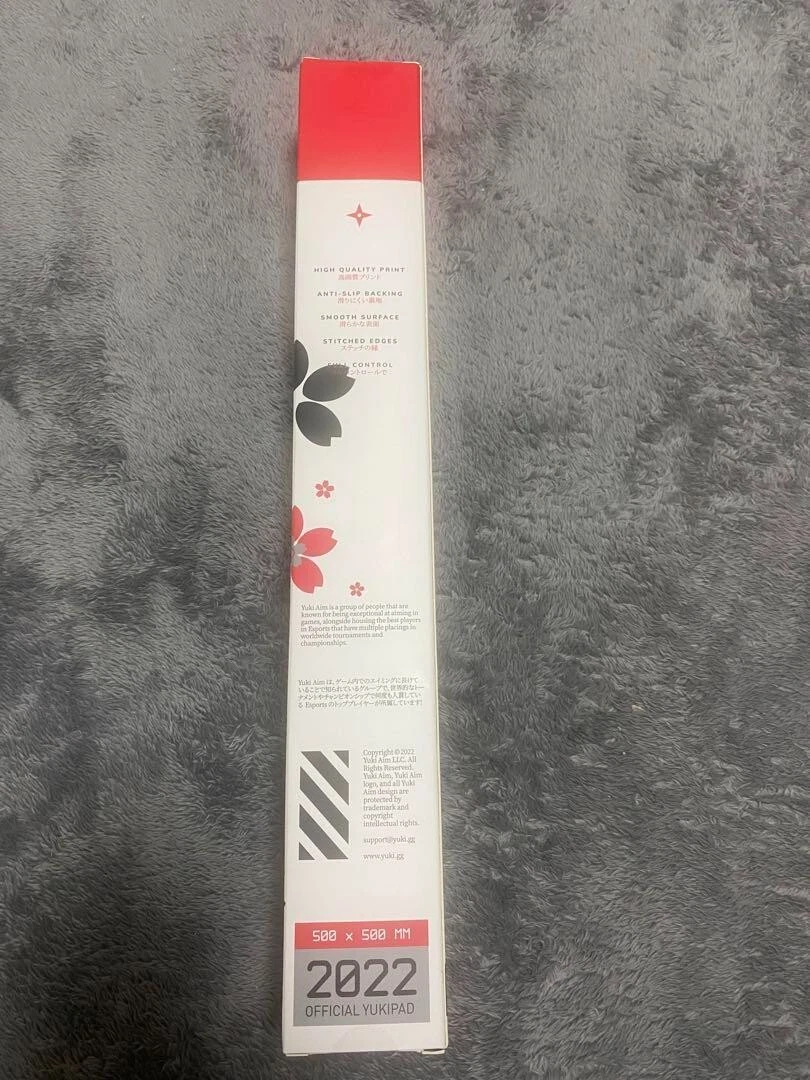 HIGH QUALITY PRINT
高画質プリント
ANTI-SLIP BACKING
滑りにくい裏地
SMOOTH SURFACE
滑らかな表面
STITCHED EDGES
ステッチの縁
FULL CONTROL
ントロールで
Yuki Aim is a group of people that are
known for being exceptional at aiming in
games, alongside housing the best players
in Esports that have multiple placings in
worldwide tournaments and
championships.
Yuki Aim は、ゲーム内でのエイミングに長けて
いることで知られているグループで、世界的なトー
ナメントやチャンピオンシップで何度も入賞してい
る Esports のトッププレイヤーが所属しています!
Copyright © 2022
Yuki Aim LLC. All
Rights Reserved.
Yuki Aim, Yuki Aim
logo, and all Yuki
Aim design are
protected by
trademark and
copyright
intellectual rights.
support@yuki.gg
www.yuki.gg
500 x 500 MM
2022
OFFICIAL YUKIPAD